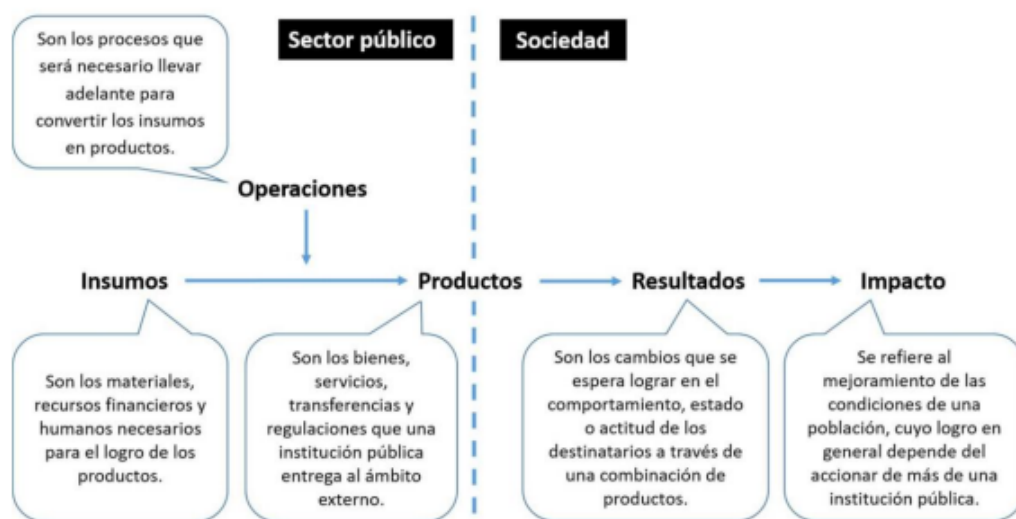 Son los procesos que
será necesario llevar
adelante para
convertir los insumos
en productos.
Sector público
Sociedad
Operaciones
Insumos
Productos
Resultados
Impacto
Son los materiales,
recursos financieros y
humanos necesarios
para el logro de los
productos.
Son los bienes,
servicios,
transferencias y
regulaciones que una
institución pública
entrega al ámbito
externo.
Son los cambios que se
espera lograr en el
comportamiento, estado
o actitud de los
destinatarios a través de
una combinación de
productos.
Se refiere al
mejoramiento de las
condiciones de una
población, cuyo logro en
general depende del
accionar de más de una
institución pública.